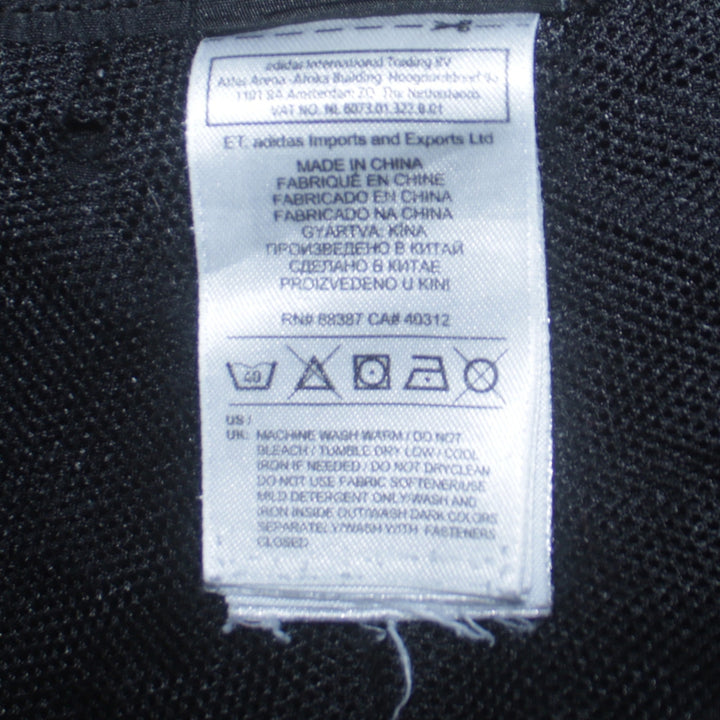 adidas International Trading BV
Atlas Arena - Afrika Building Hoogoorddreef 9a
1101 BA Amsterdam ZO The Netherlands
VAT NO. NL 8073.01.322.B.01
ET. adidas Imports and Exports Ltd
MADE IN CHINA
FABRIQUÉ EN CHINE
FABRICADO EN CHINA
FABRICADO NA CHINA
GYÁRTVA: KÍNA
ПРОИЗВЕДЕНО В КИТАЙ
СДЕЛАНО В КИТАЕ
PROIZVEDENO U KINI
RN# 88387 CA# 40312
40
US /
UK: MACHINE WASH WARM / DO NOT
BLEACH / TUMBLE DRY LOW / COOL
IRON IF NEEDED / DO NOT DRYCLEAN
DO NOT USE FABRIC SOFTENER/USE
MILD DETERGENT ONLY/WASH AND
IRON INSIDE OUT/WASH DARK COLORS
SEPARATELY/WASH WITH FASTENERS
CLOSED